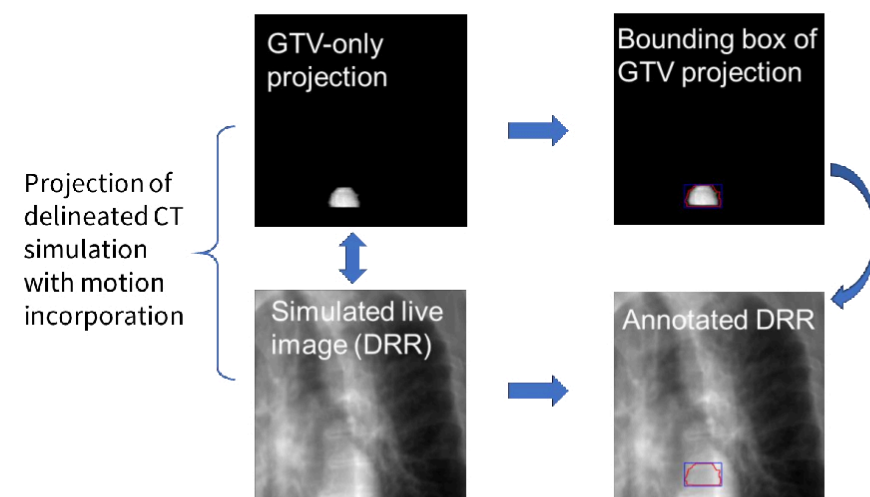 GTV-only
projection
Bounding box of
GTV projection
Projection of
delineated CT
simulation
with motion
incorporation
Simulated live
image (DRR)
Annotated DRR